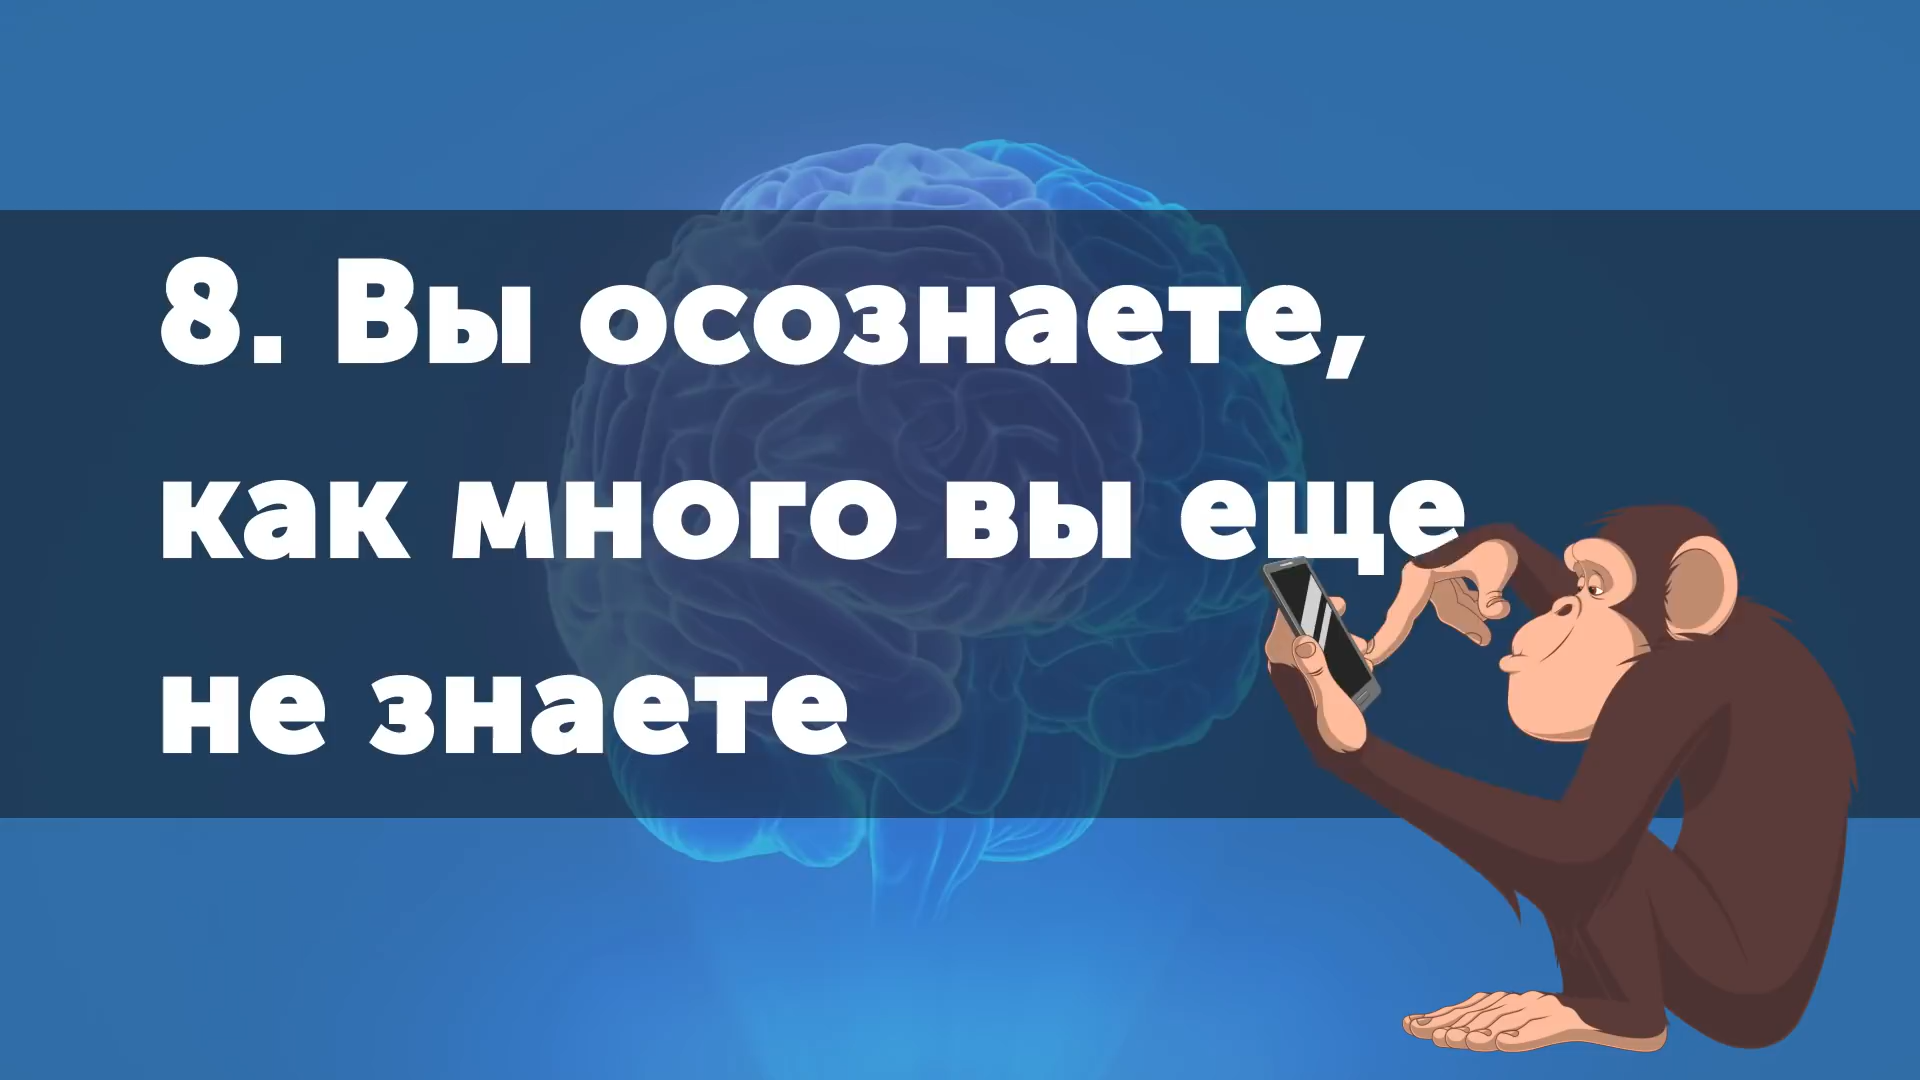 8. Вы осознаете,
как много вы еще
не знаете